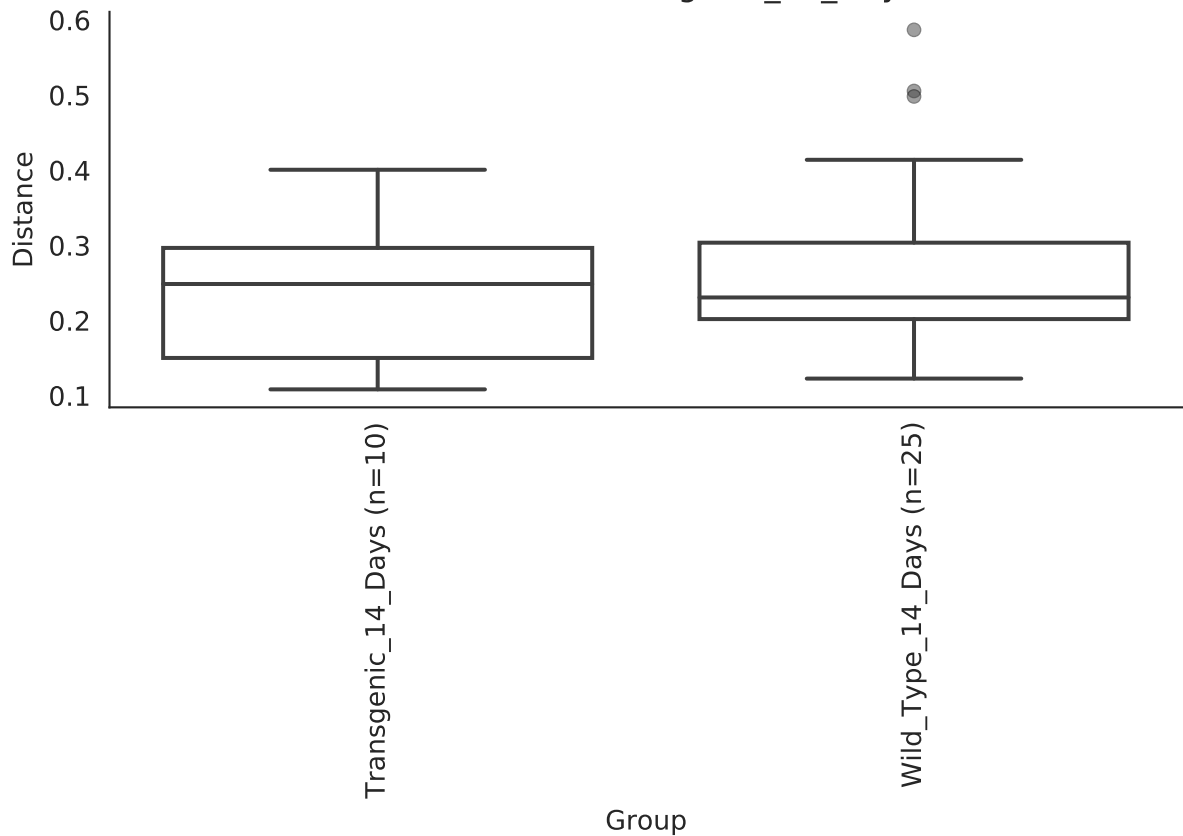 0.6
0.5
0.4
0.3
0.2
0.1
Distance
Transgenic_14_Days (n=10)
Wild_Type_14_Days (n=25)
Group